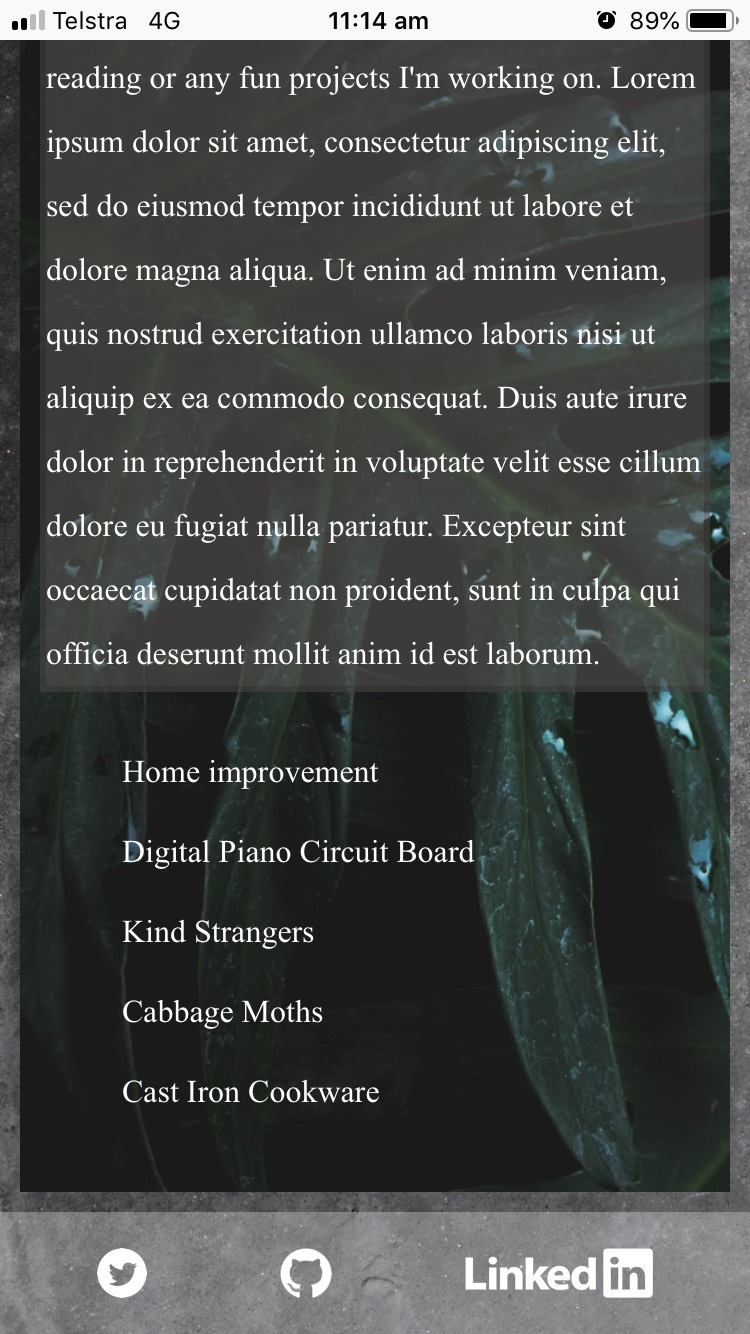 Telstra 4G 11:14 am 89%
reading or any fun projects I'm working on. Lorem
ipsum dolor sit amet, consectetur adipiscing elit,
sed do eiusmod tempor incididunt ut labore et
dolore magna aliqua. Ut enim ad minim veniam,
quis nostrud exercitation ullamco laboris nisi ut
aliquip ex ea commodo consequat. Duis aute irure
dolor in reprehenderit in voluptate velit esse cillum
dolore eu fugiat nulla pariatur. Excepteur sint
occaecat cupidatat non proident, sunt in culpa qui
officia deserunt mollit anim id est laborum.
Home improvement
Digital Piano Circuit Board
Kind Strangers
Cabbage Moths
Cast Iron Cookware
Linked in